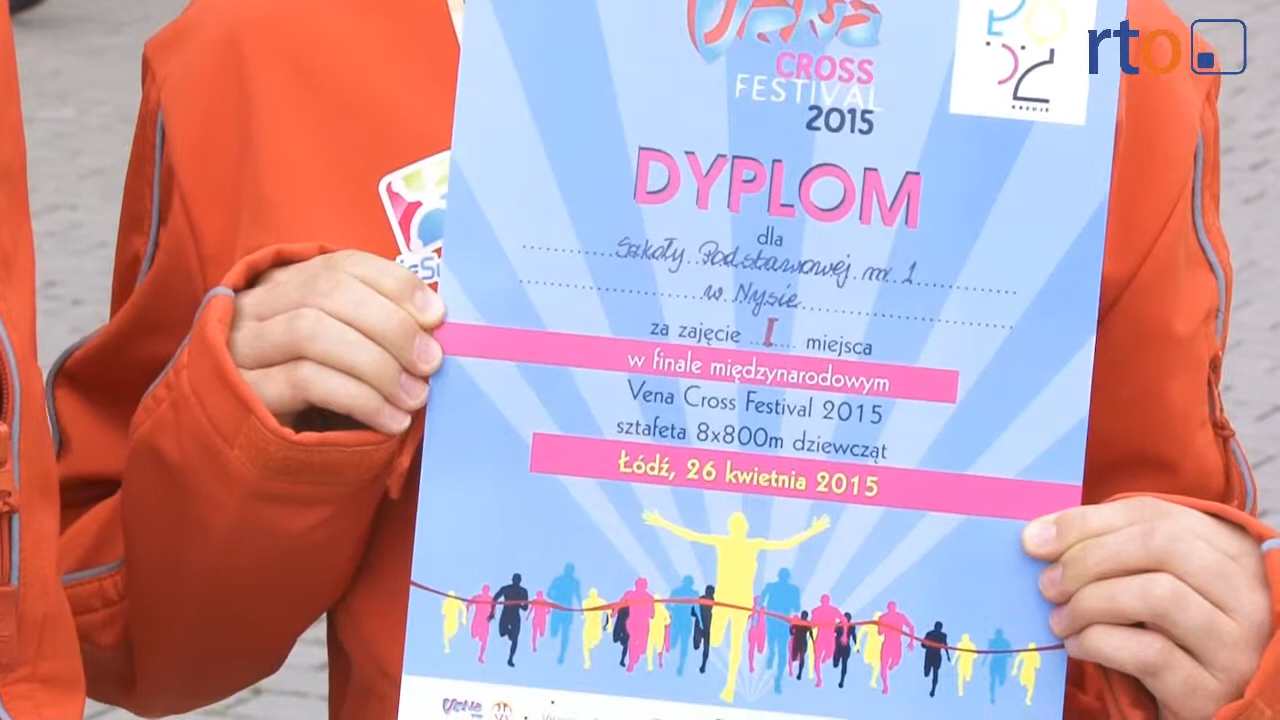 rto
CROSS
FESTIVAL
2015
DYPLOM
dla
Szkoły Podstawowej nr 1
w Nysie
za zajęcie I miejsca
w finale międzynarodowym
Vena Cross Festival 2015
sztafeta 8x800m dziewcząt
Łódź, 26 kwietnia 2015